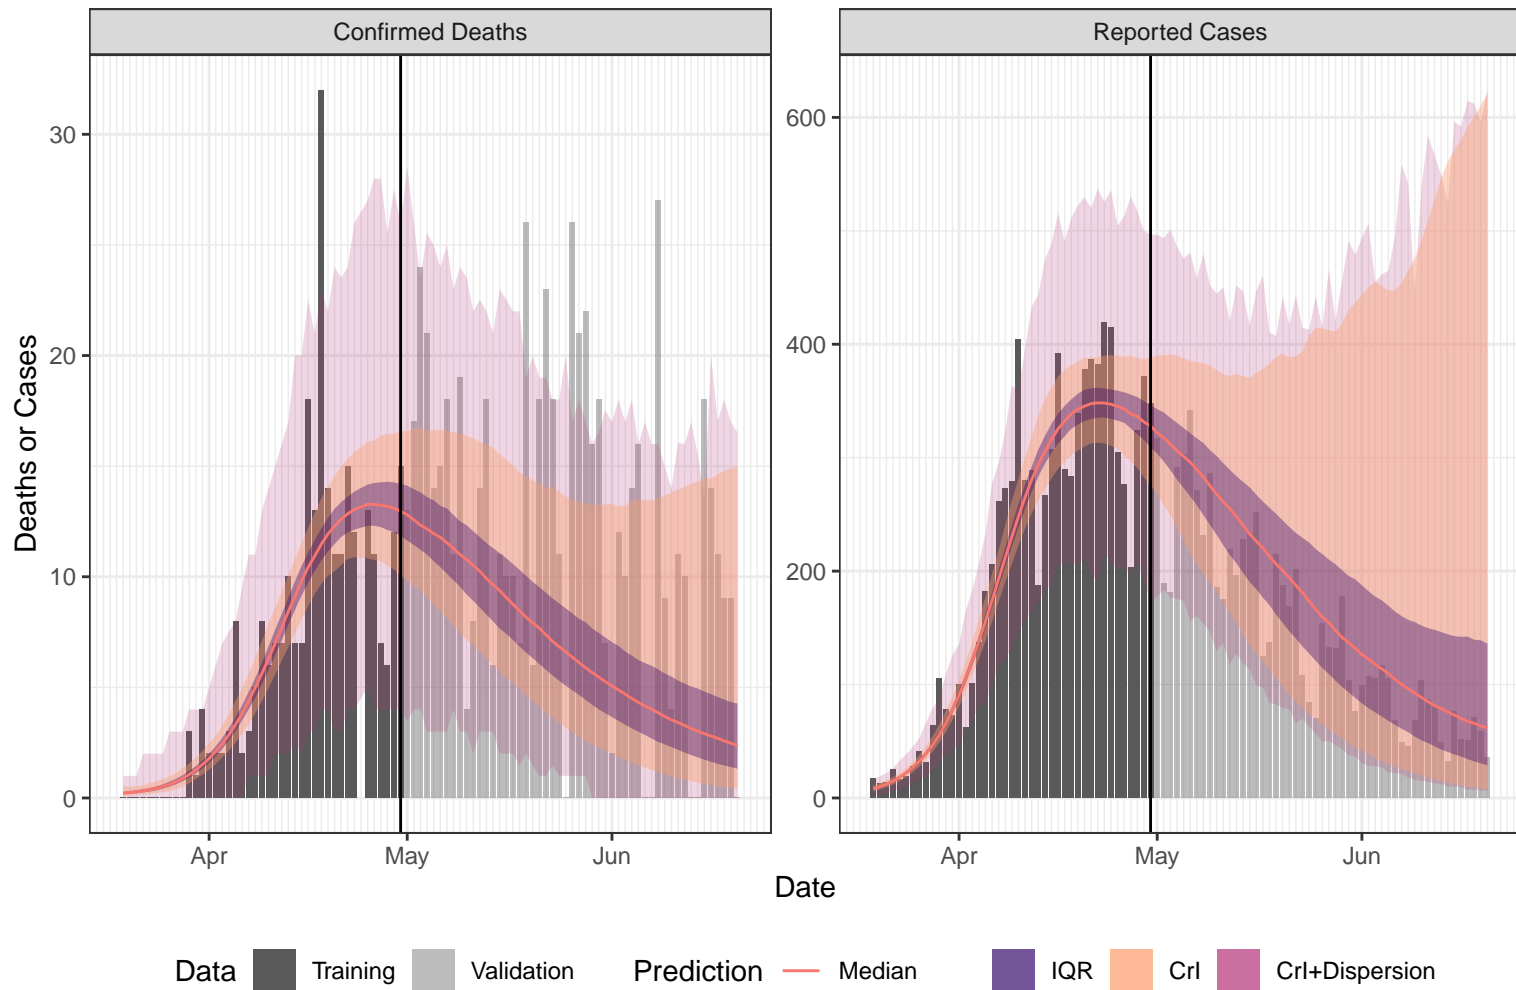 Confirmed Deaths
Reported Cases
Deaths or Cases
30
20
10
0
600
400
200
0
Apr
May
Jun
Apr
May
Jun
Date
Data Training Validation Prediction Median IQR CrI CrI+Dispersion